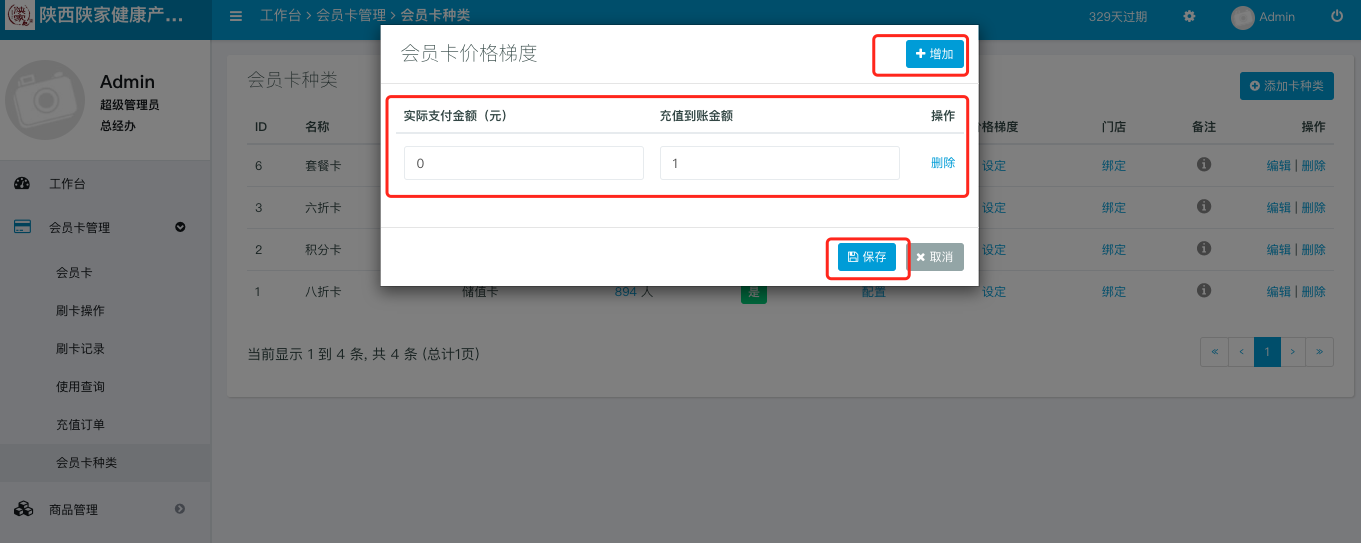 陕西陕家健康产...
工作台 > 会员卡管理 > 会员卡种类
329天过期
Admin
Admin
超级管理员
总经办
工作台
会员卡管理
会员卡
刷卡操作
刷卡记录
使用查询
充值订单
会员卡种类
商品管理
会员卡种类
添加卡种类
ID 名称 价格梯度 门店 备注 操作
6 套餐卡 设定 绑定 编辑 | 删除
3 六折卡 设定 绑定 编辑 | 删除
2 积分卡 设定 绑定 编辑 | 删除
1 八折卡 储值卡 894 人 是 配置 设定 绑定 编辑 | 删除
当前显示 1 到 4 条, 共 4 条 (总计1页)
« ‹ 1 › »
会员卡价格梯度
增加
实际支付金额（元） 充值到账金额 操作
0 1 删除
保存 取消